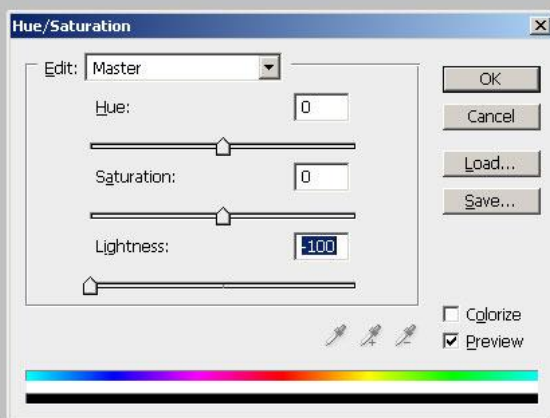 Hue/Saturation
Edit: Master
OK
Hue: 0
Cancel
Load...
Saturation: 0
Save...
Lightness: -100
Colorize
Preview